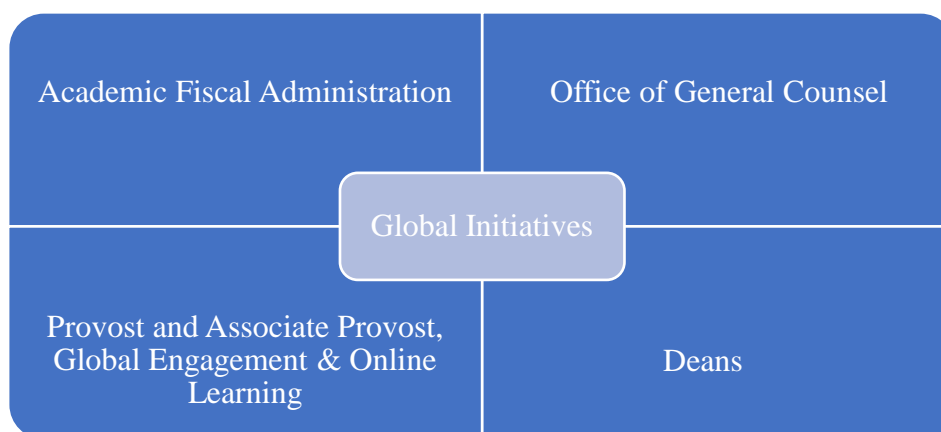 Academic Fiscal Administration
Office of General Counsel
Global Initiatives
Provost and Associate Provost,
Global Engagement & Online
Learning
Deans